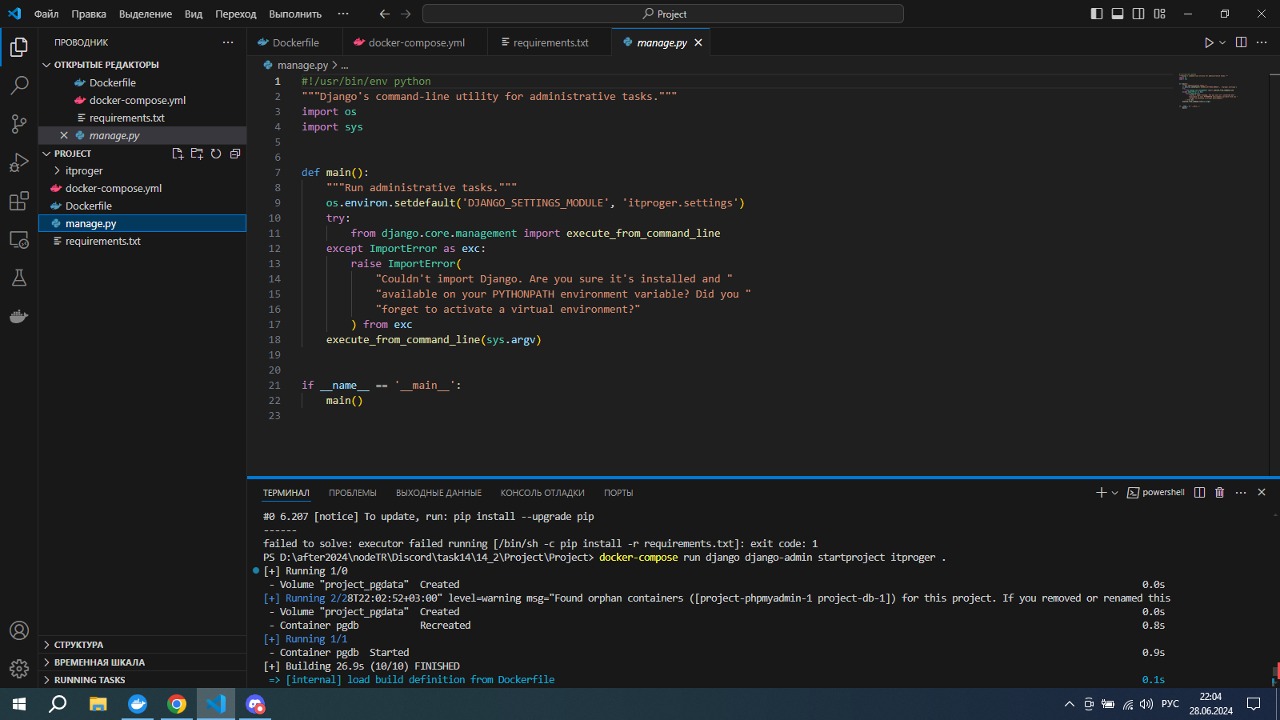 Файл Правка Выделение Вид Переход Выполнить ··· Project
ПРОВОДНИК ···
ОТКРЫТЫЕ РЕДАКТОРЫ
Dockerfile
docker-compose.yml
requirements.txt
manage.py
PROJECT
itproger
docker-compose.yml
Dockerfile
manage.py
requirements.txt
СТРУКТУРА
ВРЕМЕННАЯ ШКАЛА
RUNNING TASKS
Dockerfile docker-compose.yml requirements.txt manage.py
manage.py > ...
1 #!/usr/bin/env python
2 """Django's command-line utility for administrative tasks."""
3 import os
4 import sys
5
6
7 def main():
8 """Run administrative tasks."""
9 os.environ.setdefault('DJANGO_SETTINGS_MODULE', 'itproger.settings')
10 try:
11 from django.core.management import execute_from_command_line
12 except ImportError as exc:
13 raise ImportError(
14 "Couldn't import Django. Are you sure it's installed and "
15 "available on your PYTHONPATH environment variable? Did you "
16 "forget to activate a virtual environment?"
17 ) from exc
18 execute_from_command_line(sys.argv)
19
20
21 if __name__ == '__main__':
22 main()
23
ТЕРМИНАЛ ПРОБЛЕМЫ ВЫХОДНЫЕ ДАННЫЕ КОНСОЛЬ ОТЛАДКИ ПОРТЫ powershell
#0 6.207 [notice] To update, run: pip install --upgrade pip
------
failed to solve: executor failed running [/bin/sh -c pip install -r requirements.txt]: exit code: 1
PS D:\after2024\nodeTR\Discord\task14\14_2\Project\Project> docker-compose run django django-admin startproject itproger .
[+] Running 1/0
- Volume "project_pgdata" Created 0.0s
[+] Running 2/28T22:02:52+03:00" level=warning msg="Found orphan containers ([project-phpmyadmin-1 project-db-1]) for this project. If you removed or renamed this
- Volume "project_pgdata" Created 0.0s
- Container pgdb Recreated 0.8s
[+] Running 1/1
- Container pgdb Started 0.9s
[+] Building 26.9s (10/10) FINISHED
=> [internal] load build definition from Dockerfile 0.1s
РУС
22:04
28.06.2024